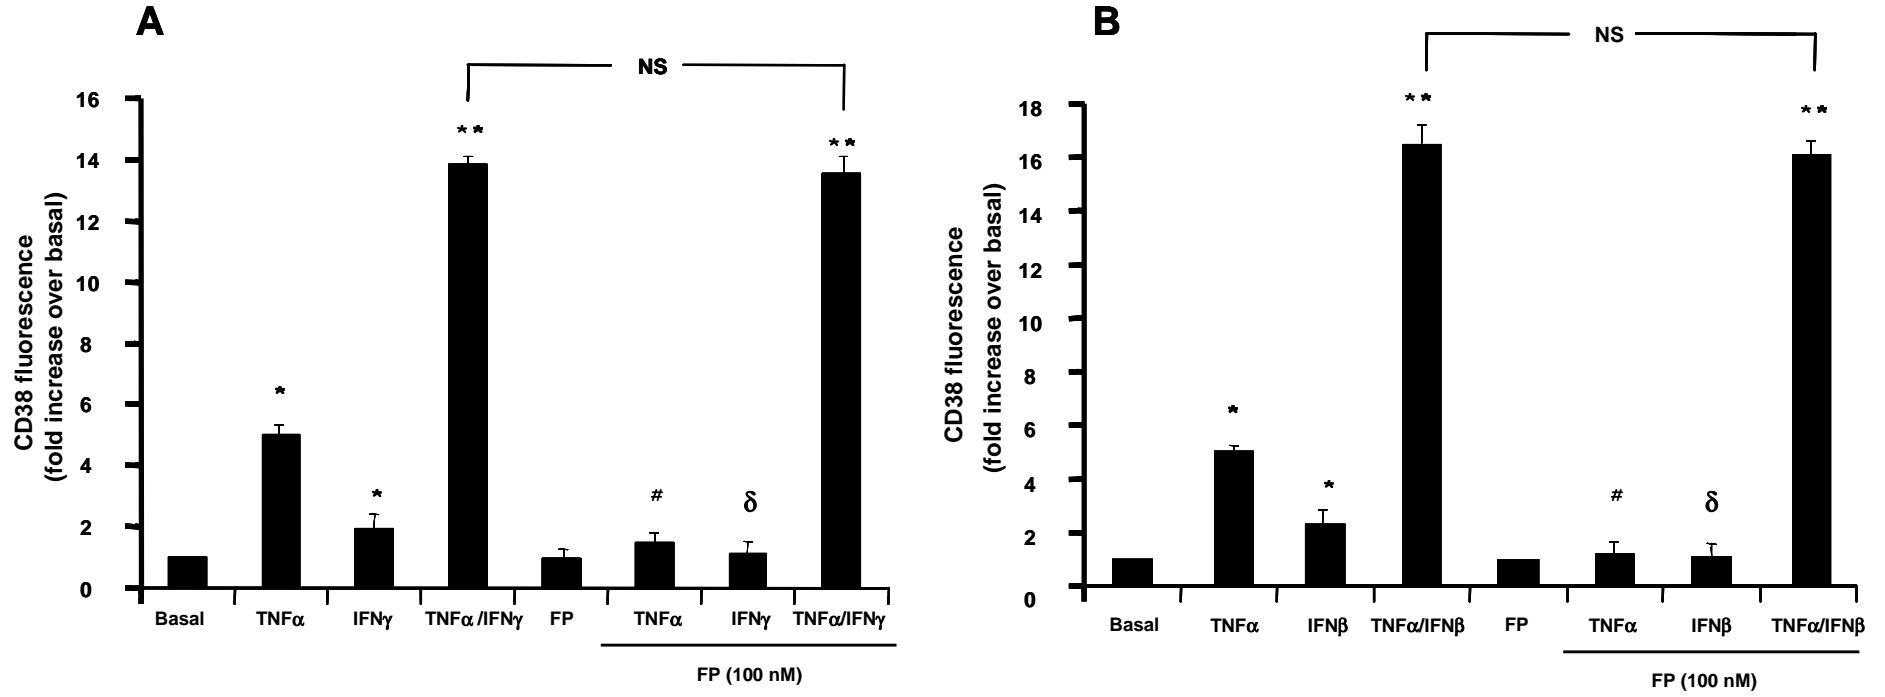 A
NS
16
14
12
10
8
6
4
2
0
CD38 fluorescence
(fold increase over basal)
*
*
**
#
δ
**
Basal TNFα IFNγ TNFα/IFNγ FP TNFα IFNγ TNFα/IFNγ
FP (100 nM)
B
NS
18
16
14
12
10
8
6
4
2
0
CD38 fluorescence
(fold increase over basal)
*
*
**
#
δ
**
Basal TNFα IFNβ TNFα/IFNβ FP TNFα IFNβ TNFα/IFNβ
FP (100 nM)